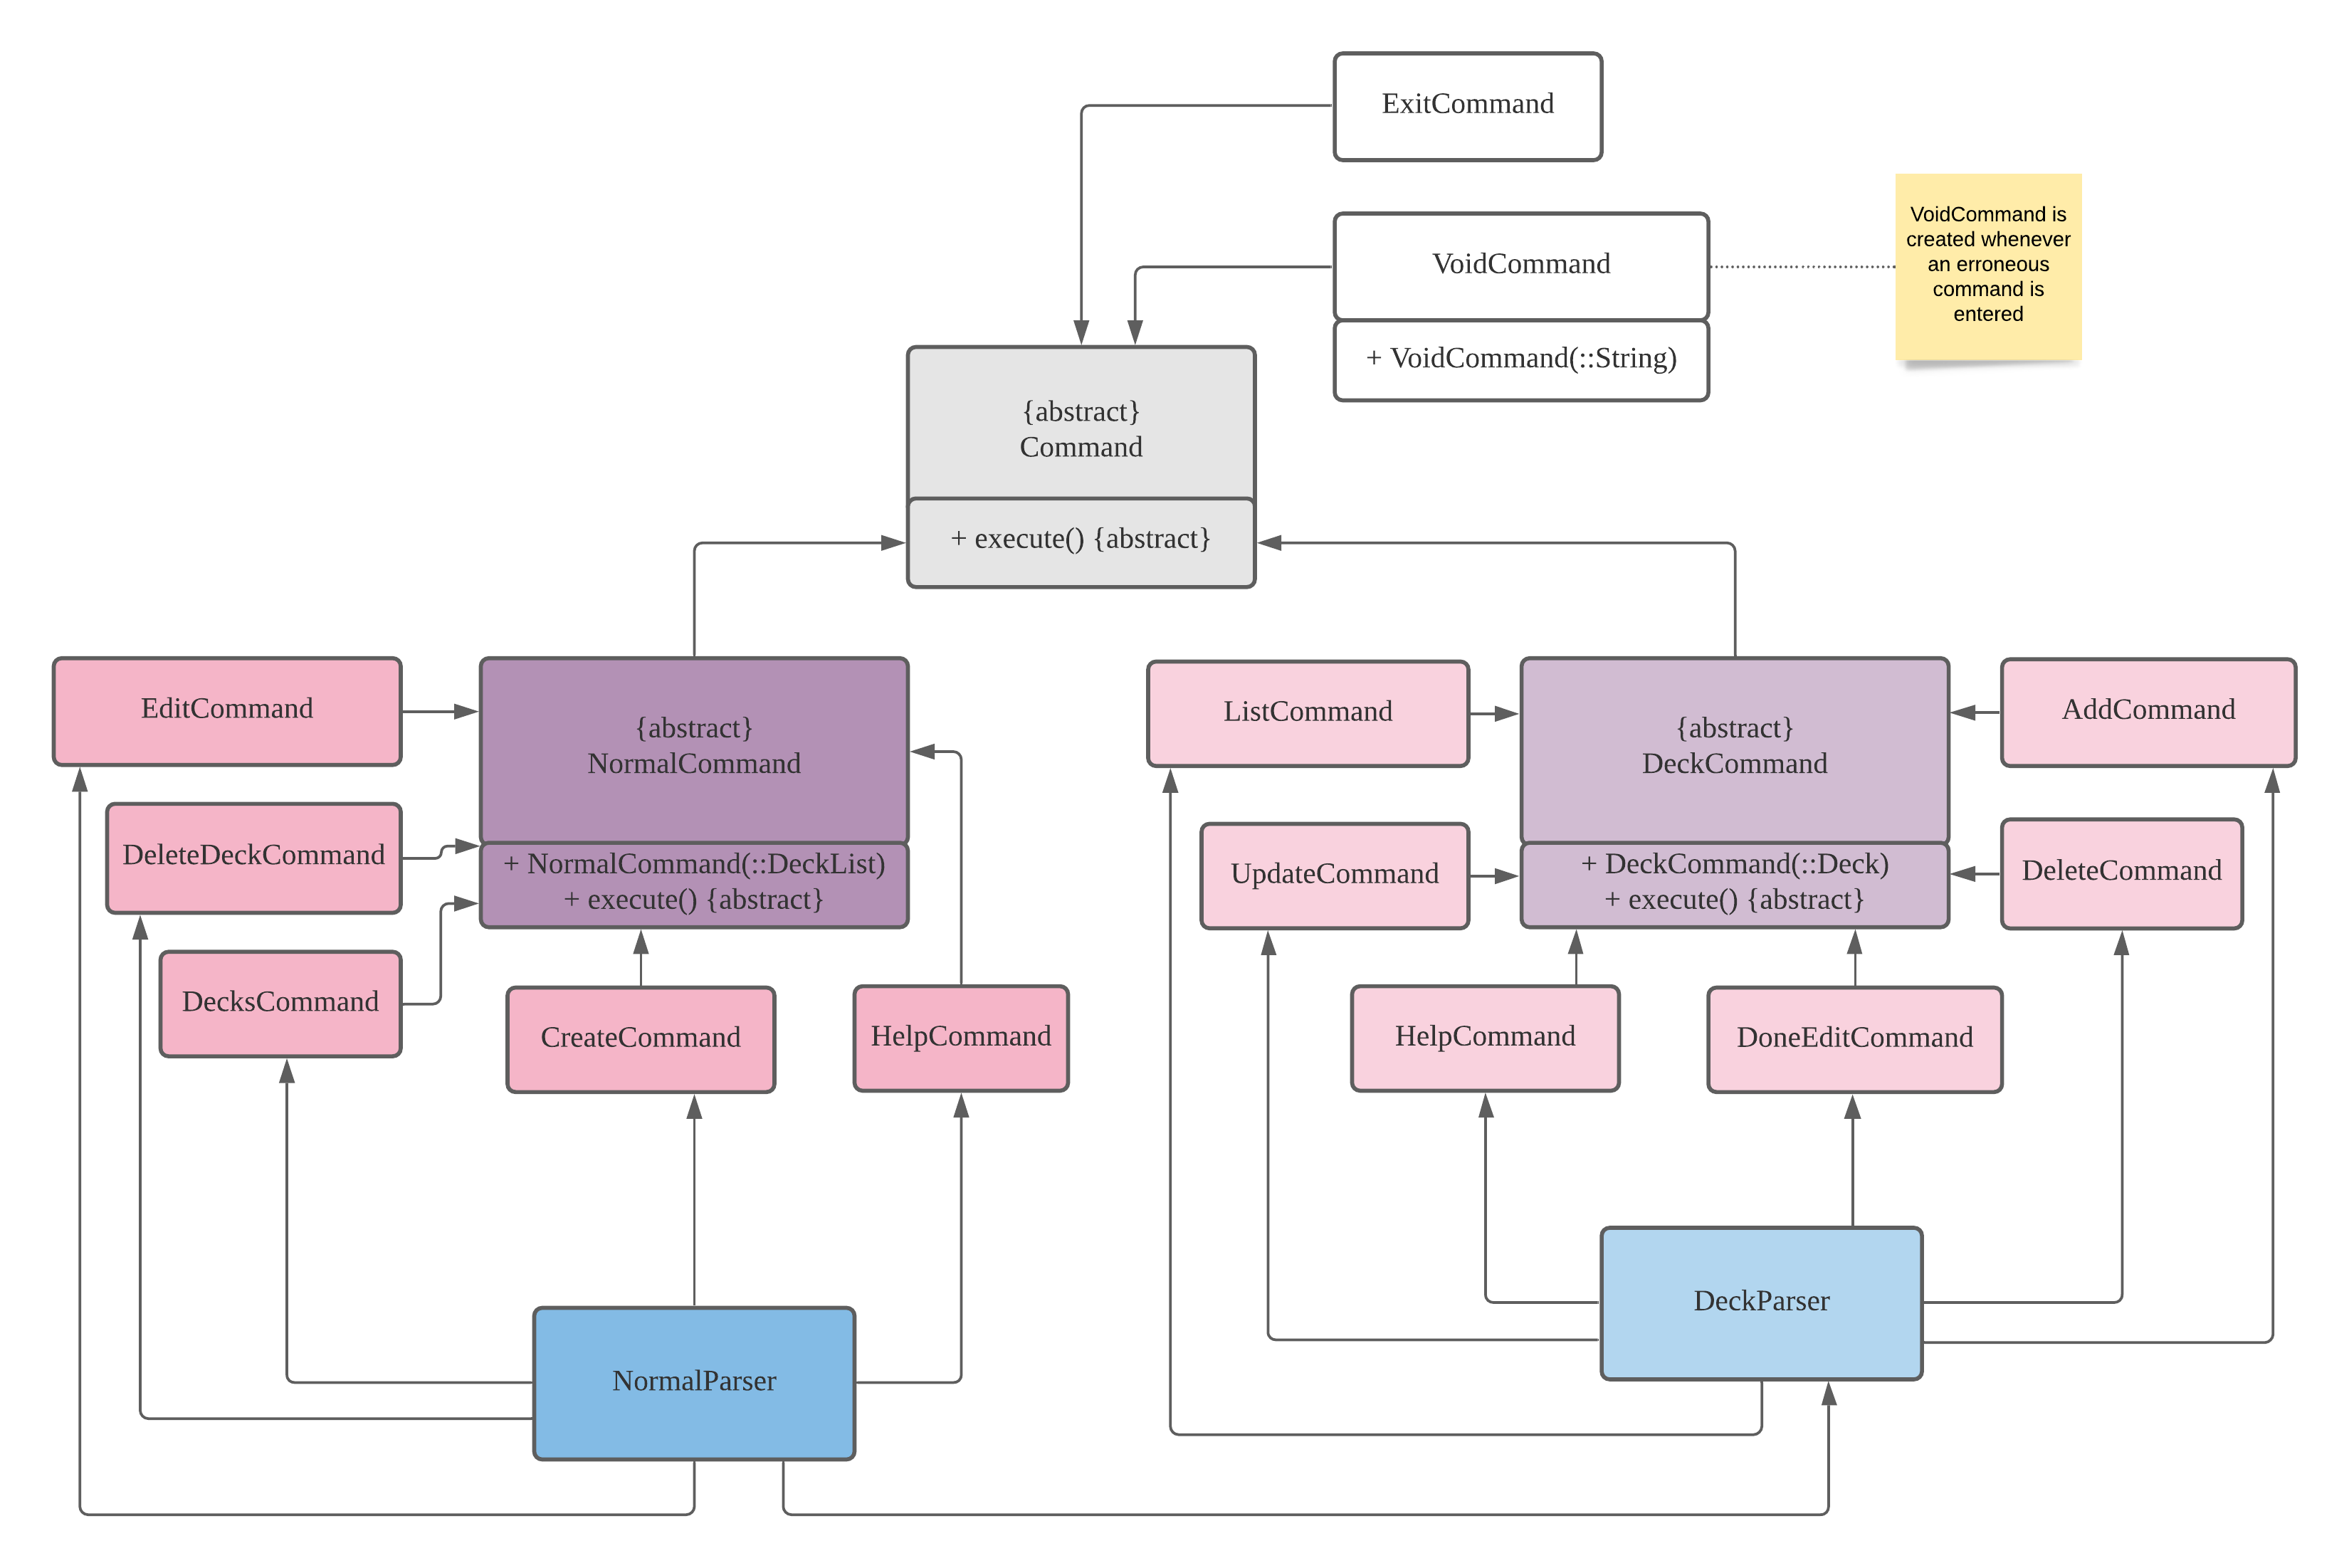 ExitCommand
VoidCommand
+ VoidCommand(::String)
VoidCommand is
created whenever
an erroneous
command is
entered
{abstract}
Command
+ execute() {abstract}
EditCommand
{abstract}
NormalCommand
+ NormalCommand(::DeckList)
+ execute() {abstract}
DeleteDeckCommand
DecksCommand
CreateCommand
HelpCommand
NormalParser
ListCommand
{abstract}
DeckCommand
+ DeckCommand(::Deck)
+ execute() {abstract}
AddCommand
UpdateCommand
DeleteCommand
HelpCommand
DoneEditCommand
DeckParser